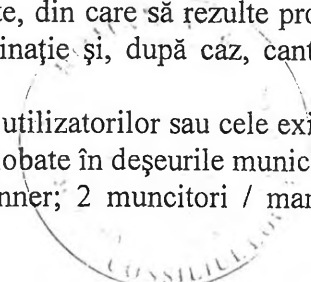 te, din care să rezulte pro
inaţie şi, după caz, cant
utilizatorilor sau cele exi
obate în deşeurile munic
nner; 2 muncitori / mar
CONSILIUL